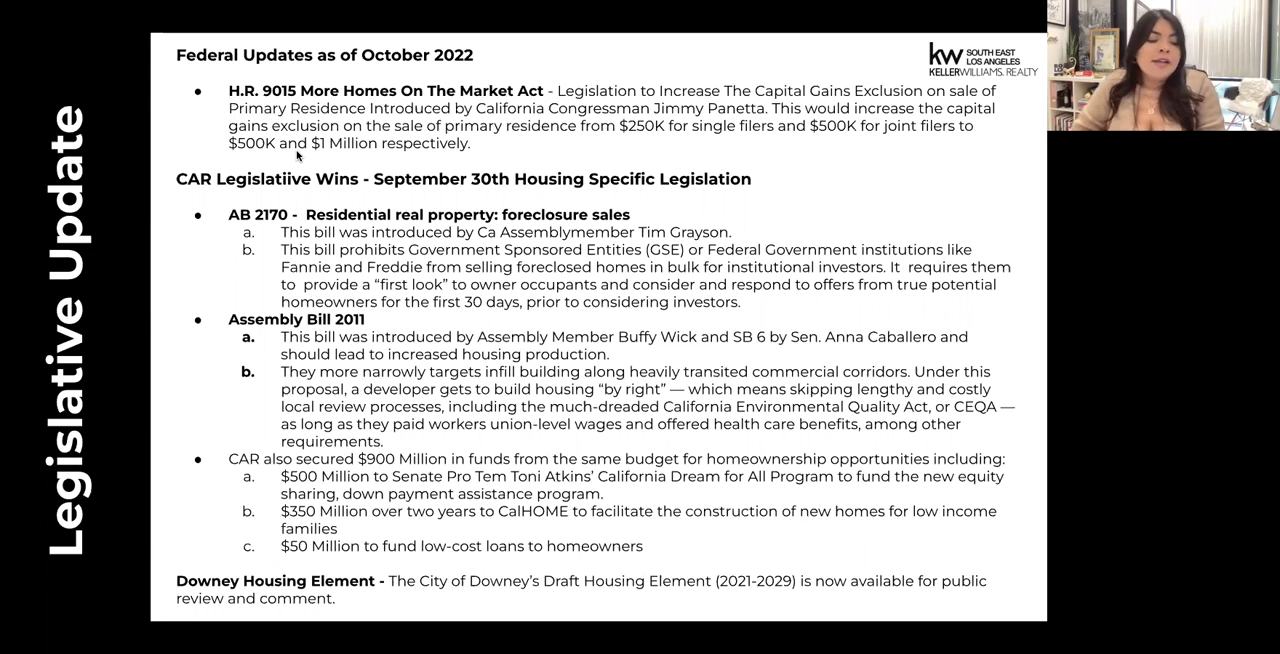 Legislative Update
Federal Updates as of October 2022
kw SOUTH EAST
LOS ANGELES
KELLERWILLIAMS. REALTY
● H.R. 9015 More Homes On The Market Act - Legislation to Increase The Capital Gains Exclusion on sale of
Primary Residence Introduced by California Congressman Jimmy Panetta. This would increase the capital
gains exclusion on the sale of primary residence from $250K for single filers and $500K for joint filers to
$500K and $1 Million respectively.
CAR Legislatiive Wins - September 30th Housing Specific Legislation
● AB 2170 - Residential real property: foreclosure sales
a. This bill was introduced by Ca Assemblymember Tim Grayson.
b. This bill prohibits Government Sponsored Entities (GSE) or Federal Government institutions like
Fannie and Freddie from selling foreclosed homes in bulk for institutional investors. It requires them
to provide a “first look” to owner occupants and consider and respond to offers from true potential
homeowners for the first 30 days, prior to considering investors.
● Assembly Bill 2011
a. This bill was introduced by Assembly Member Buffy Wick and SB 6 by Sen. Anna Caballero and
should lead to increased housing production.
b. They more narrowly targets infill building along heavily transited commercial corridors. Under this
proposal, a developer gets to build housing “by right” — which means skipping lengthy and costly
local review processes, including the much-dreaded California Environmental Quality Act, or CEQA —
as long as they paid workers union-level wages and offered health care benefits, among other
requirements.
● CAR also secured $900 Million in funds from the same budget for homeownership opportunities including:
a. $500 Million to Senate Pro Tem Toni Atkins’ California Dream for All Program to fund the new equity
sharing, down payment assistance program.
b. $350 Million over two years to CalHOME to facilitate the construction of new homes for low income
families
c. $50 Million to fund low-cost loans to homeowners
Downey Housing Element - The City of Downey’s Draft Housing Element (2021-2029) is now available for public
review and comment.